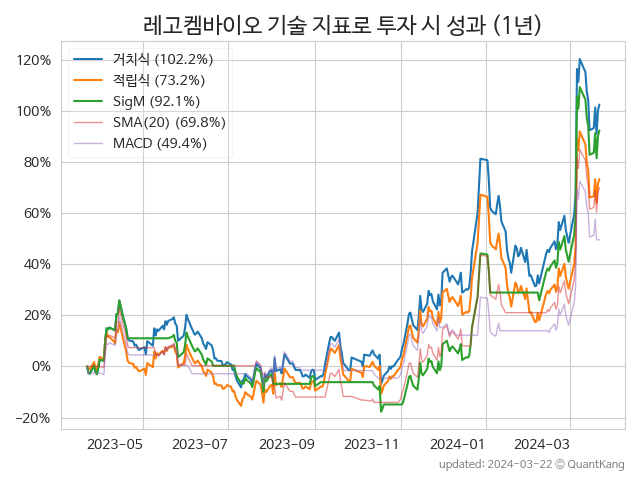 레고켐바이오 기술 지표로 투자 시 성과 (1년)
거치식 (102.2%)
적립식 (73.2%)
SigM (92.1%)
SMA(20) (69.8%)
MACD (49.4%)
120%
100%
80%
60%
40%
20%
0%
−20%
2023−05
2023−07
2023−09
2023−11
2024−01
2024−03
updated: 2024-03-22 © QuantKang